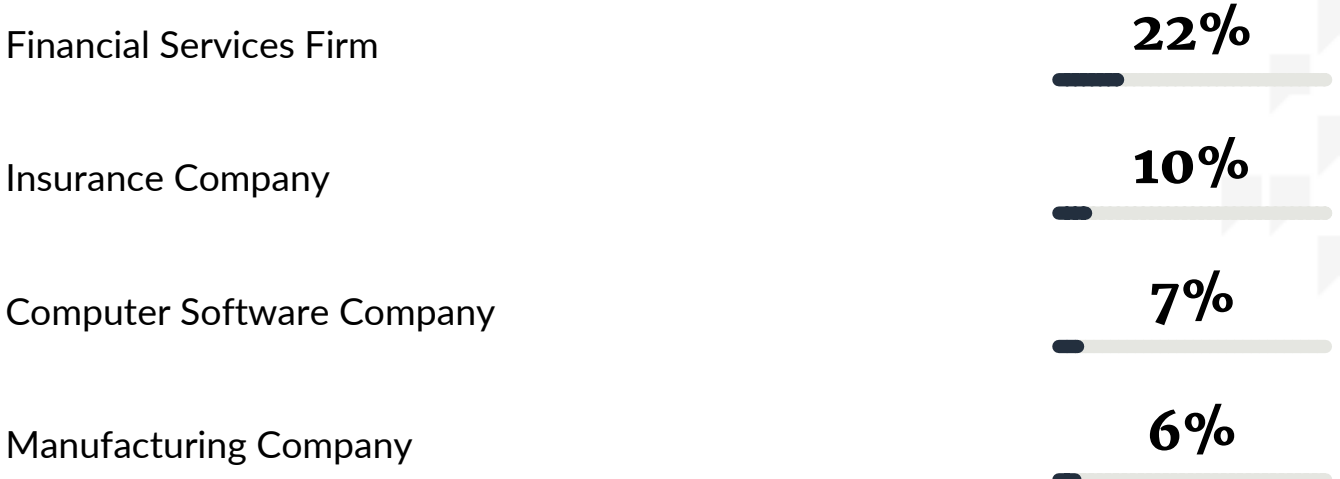 Financial Services Firm 22%
Insurance Company 10%
Computer Software Company 7%
Manufacturing Company 6%